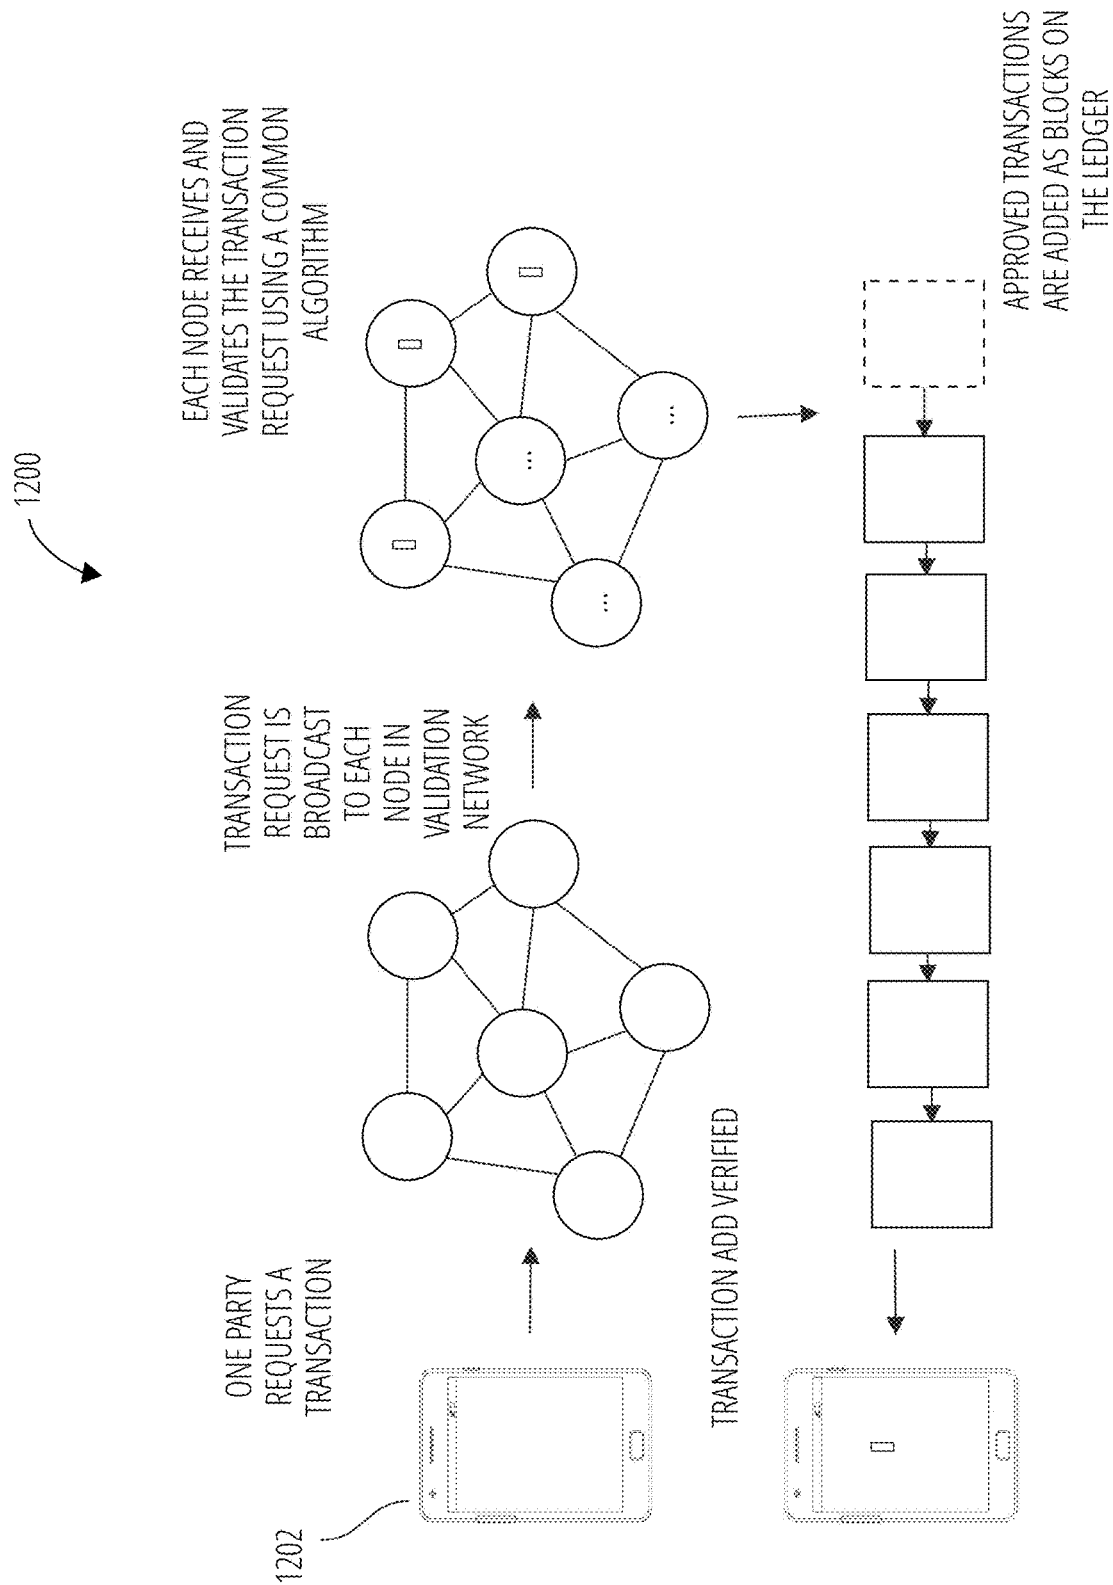 1200
1202
ONE PARTY
REQUESTS A
TRANSACTION
TRANSACTION
REQUEST IS
BROADCAST
TO EACH
NODE IN
VALIDATION
NETWORK
EACH NODE RECEIVES AND
VALIDATES THE TRANSACTION
REQUEST USING A COMMON
ALGORITHM
...
...
...
TRANSACTION ADD VERIFIED
APPROVED TRANSACTIONS
ARE ADDED AS BLOCKS ON
THE LEDGER